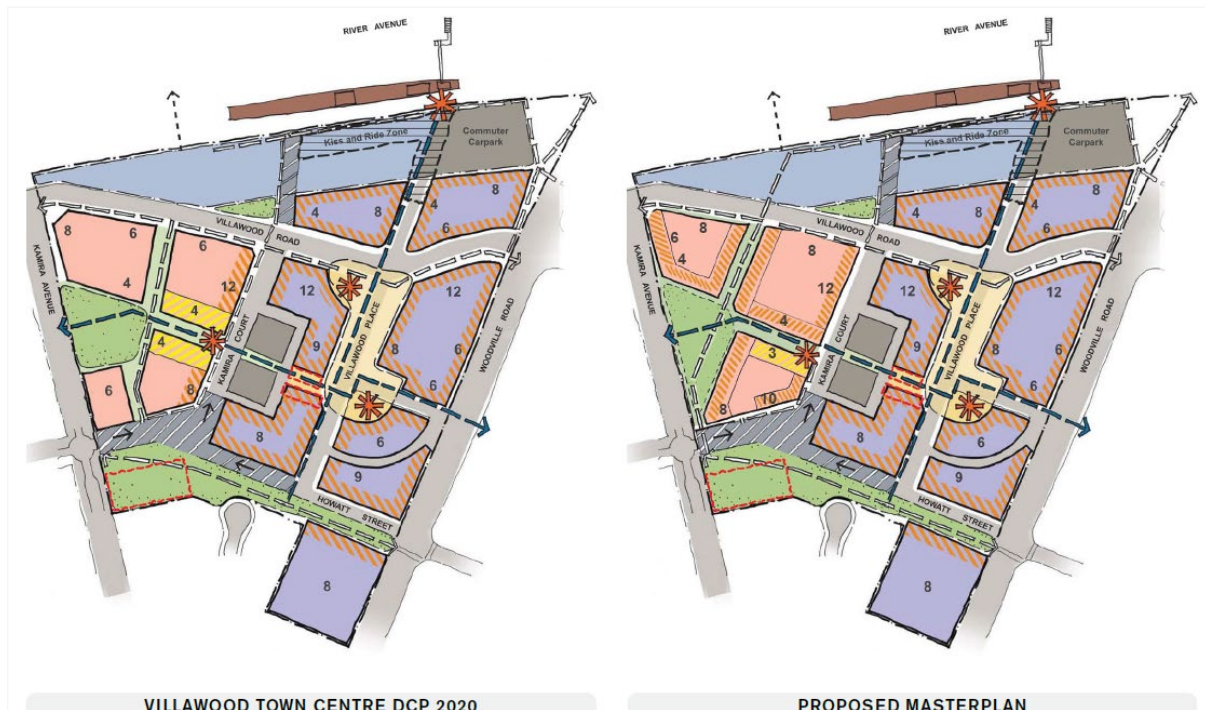 RIVER AVENUE
Kiss and Ride Zone
Commuter
Carpark
8
4
8
4
6
VILLAWOOD
ROAD
8
6
6
4
12
4
12
12
KAMIRA AVENUE
KAMIRA COURT
VILLAWOOD PLACE
WOODVILLE ROAD
4
9
8
6
6
6
8
8
6
9
HOWATT STREET
8
VILLAWOOD TOWN CENTRE DCP 2020
RIVER AVENUE
Kiss and Ride Zone
Commuter
Carpark
8
4
8
4
6
VILLAWOOD
ROAD
6
8
8
4
12
4
12
12
KAMIRA AVENUE
KAMIRA COURT
VILLAWOOD PLACE
WOODVILLE ROAD
3
9
8
6
6
8
10
8
6
9
HOWATT STREET
8
PROPOSED MASTERPLAN